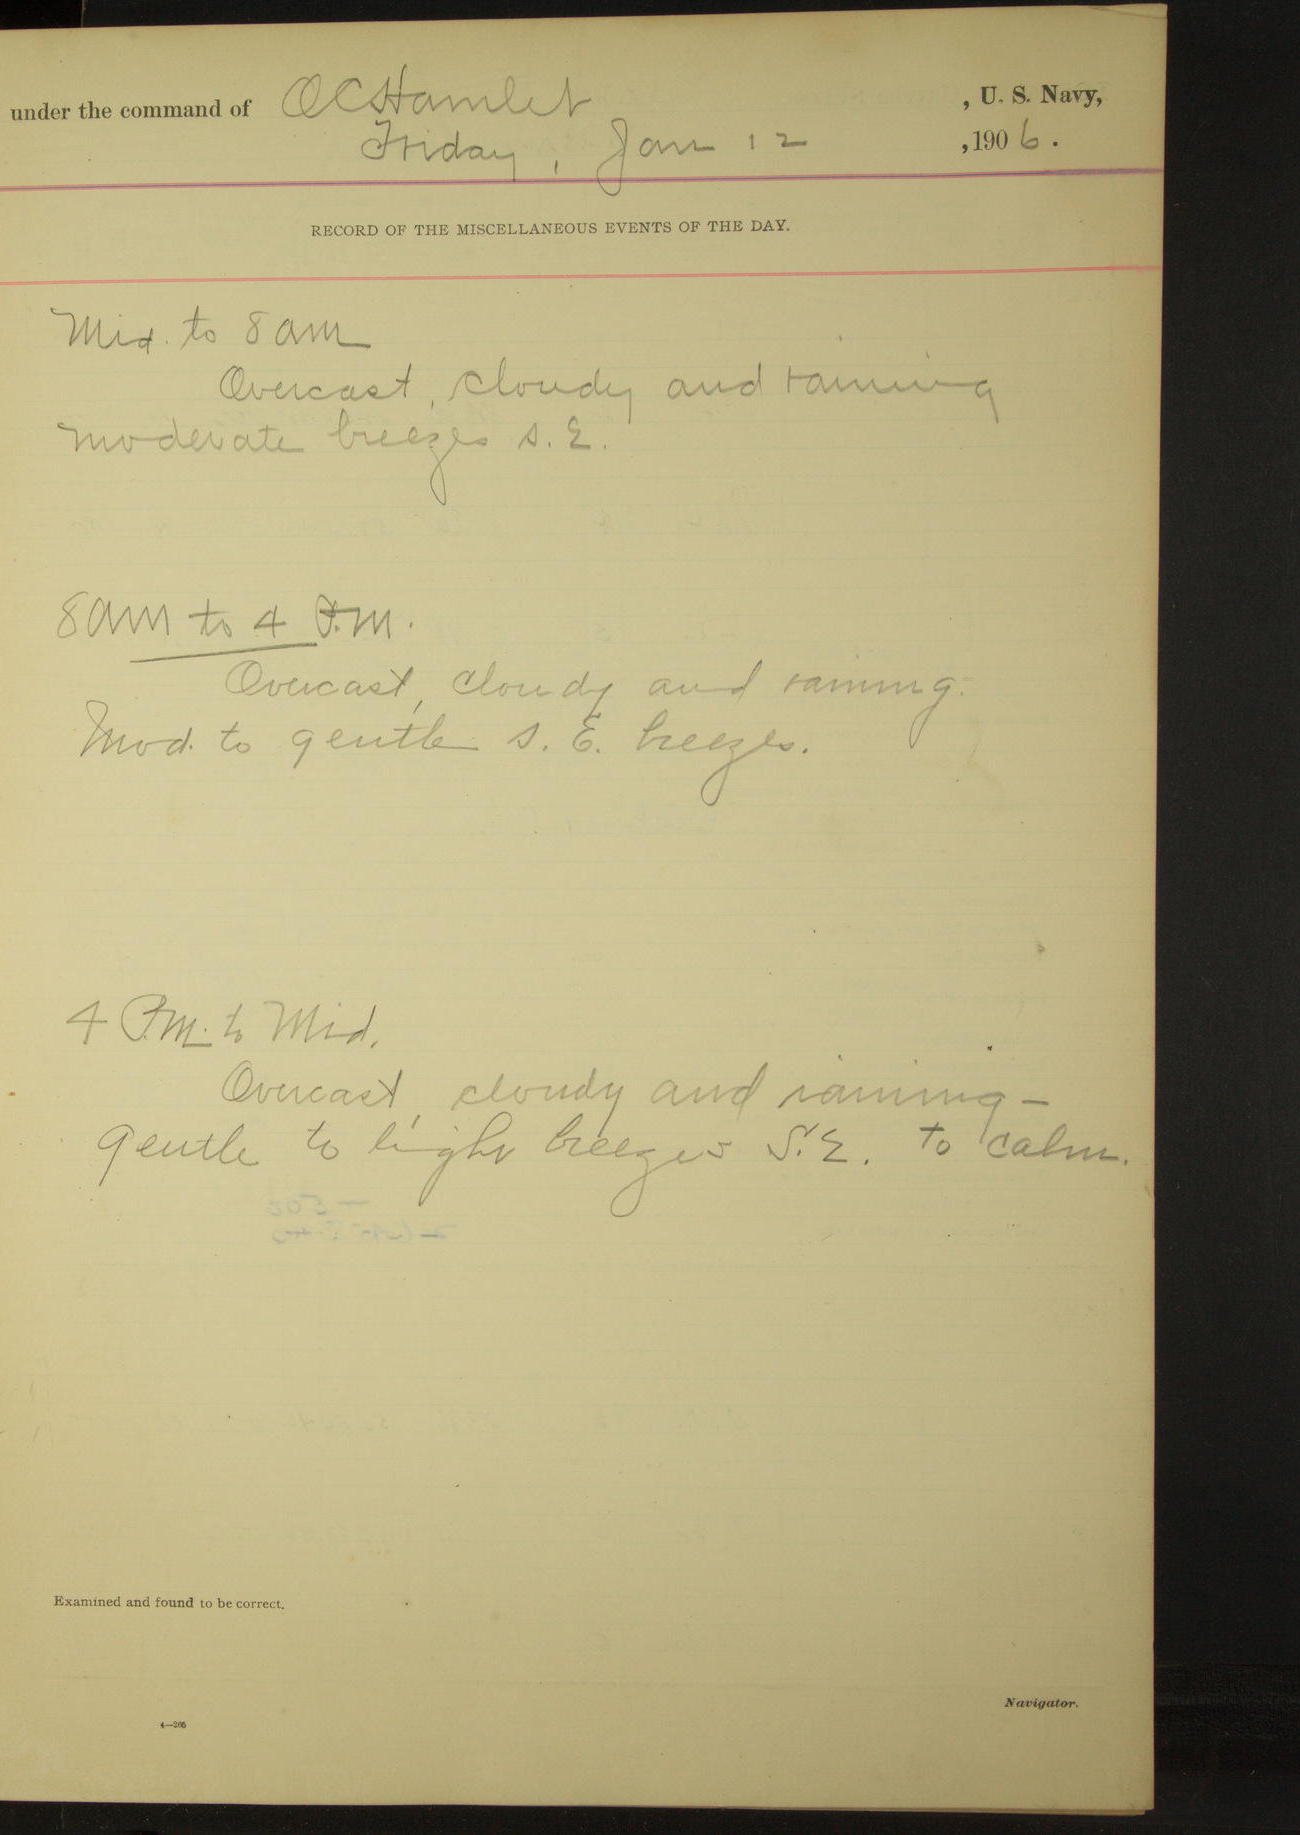 under the command of O C Hamlet , U. S. Navy,
Friday, Jan 12 , 1906.
RECORD OF THE MISCELLANEOUS EVENTS OF THE DAY.
Mid. to 8 am
Overcast, cloudy and raining
moderate breezes s. E.
8 am to 4 P.M.
Overcast, cloudy and raining.
Mod. to gentle s. E. breezes.
4 P.M. to Mid.
Overcast, cloudy and raining –
gentle to light breezes S. E. to calm.
Examined and found to be correct.
Navigator.
4—205